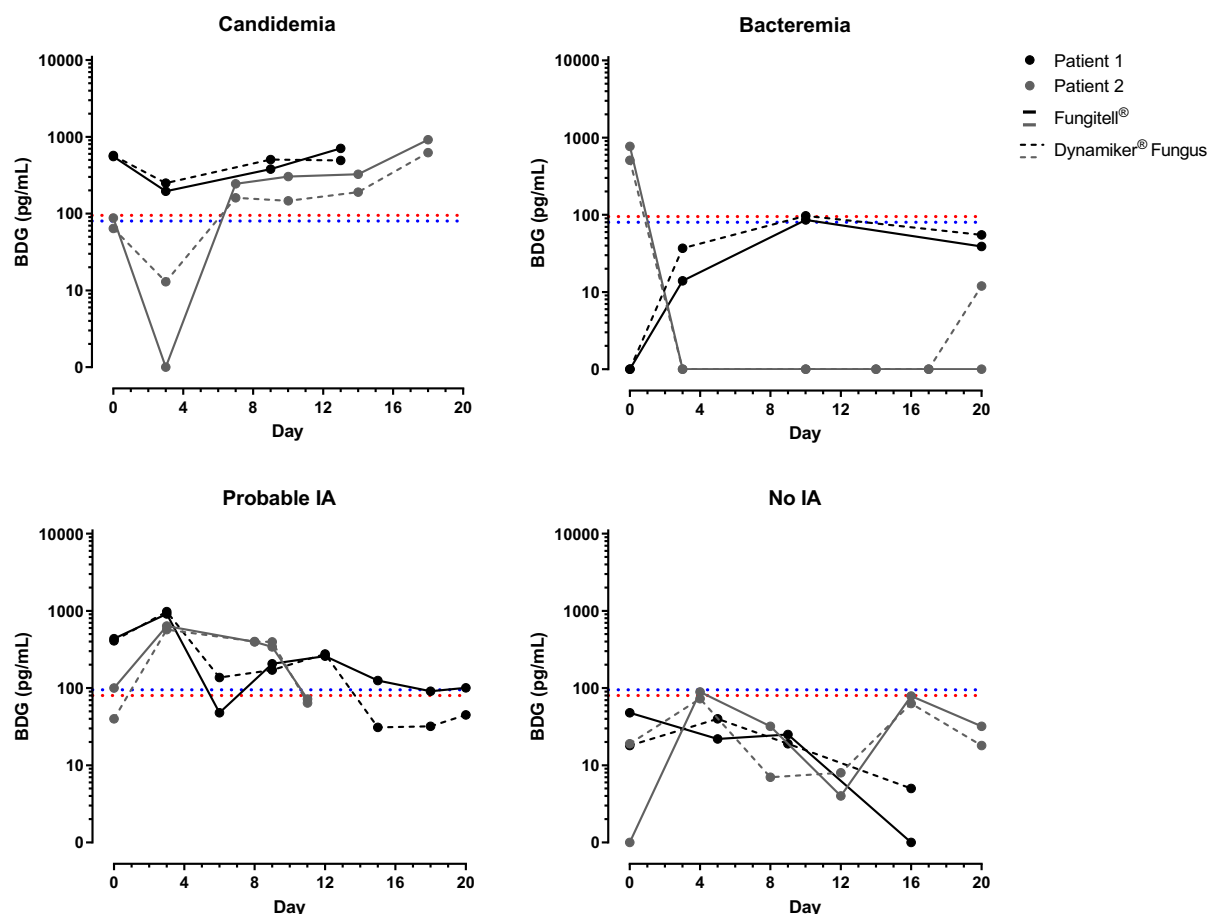 Candidemia
10000
1000
100
10
0
BDG (pg/mL)
0 4 8 12 16 20
Day
Bacteremia
10000
1000
100
10
0
BDG (pg/mL)
0 4 8 12 16 20
Day
Patient 1
Patient 2
Fungitell®
Dynamiker® Fungus
Probable IA
10000
1000
100
10
0
BDG (pg/mL)
0 4 8 12 16 20
Day
No IA
10000
1000
100
10
0
BDG (pg/mL)
0 4 8 12 16 20
Day